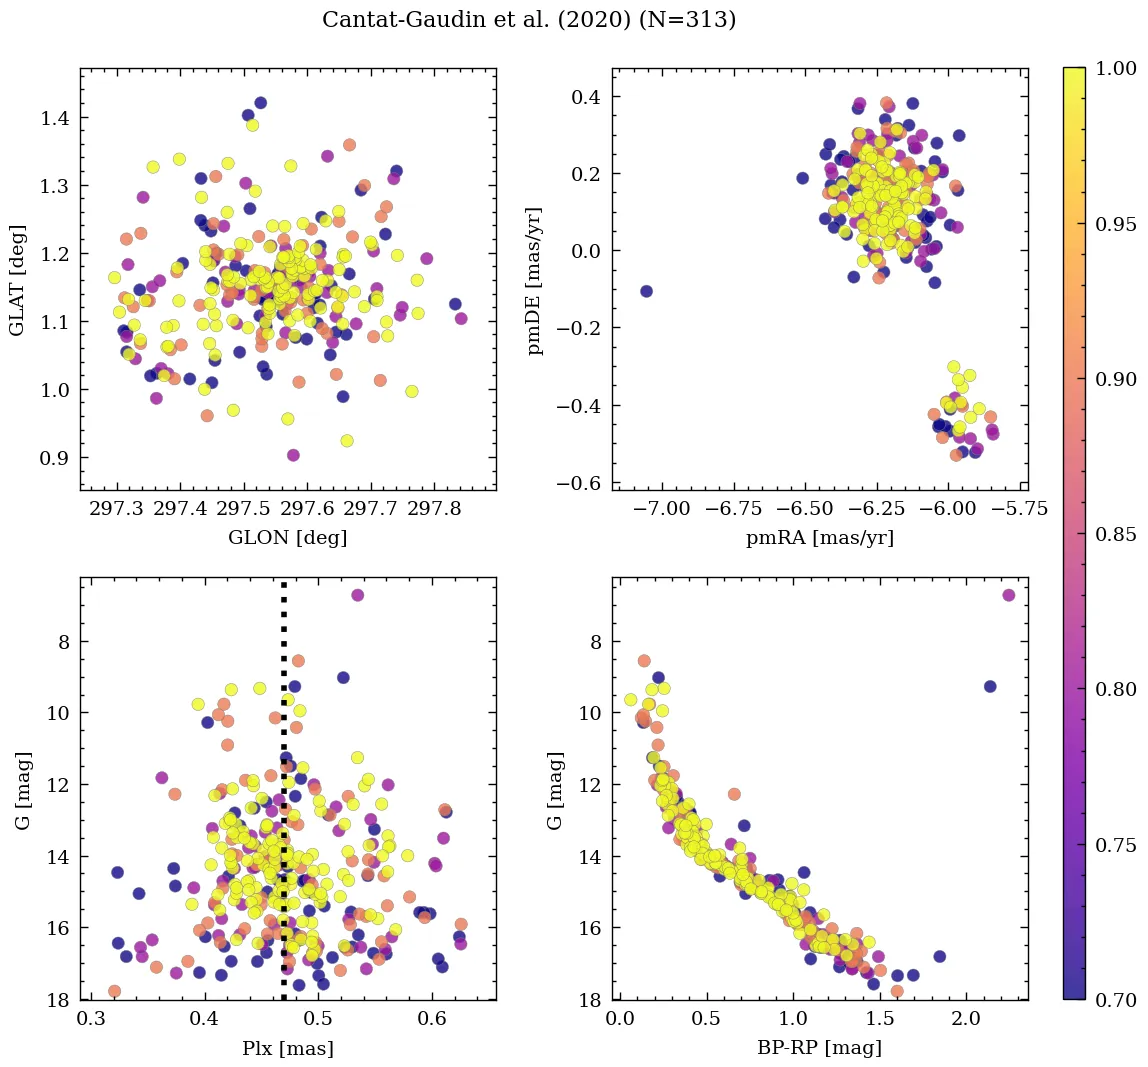 Cantat-Gaudin et al. (2020) (N=313)
GLAT [deg]
1.4
1.3
1.2
1.1
1.0
0.9
297.3 297.4 297.5 297.6 297.7 297.8
GLON [deg]
pmDE [mas/yr]
0.4
0.2
0.0
−0.2
−0.4
−0.6
−7.00 −6.75 −6.50 −6.25 −6.00 −5.75
pmRA [mas/yr]
G [mag]
8
10
12
14
16
18
0.3 0.4 0.5 0.6
Plx [mas]
G [mag]
8
10
12
14
16
18
0.0 0.5 1.0 1.5 2.0
BP-RP [mag]
1.00
0.95
0.90
0.85
0.80
0.75
0.70